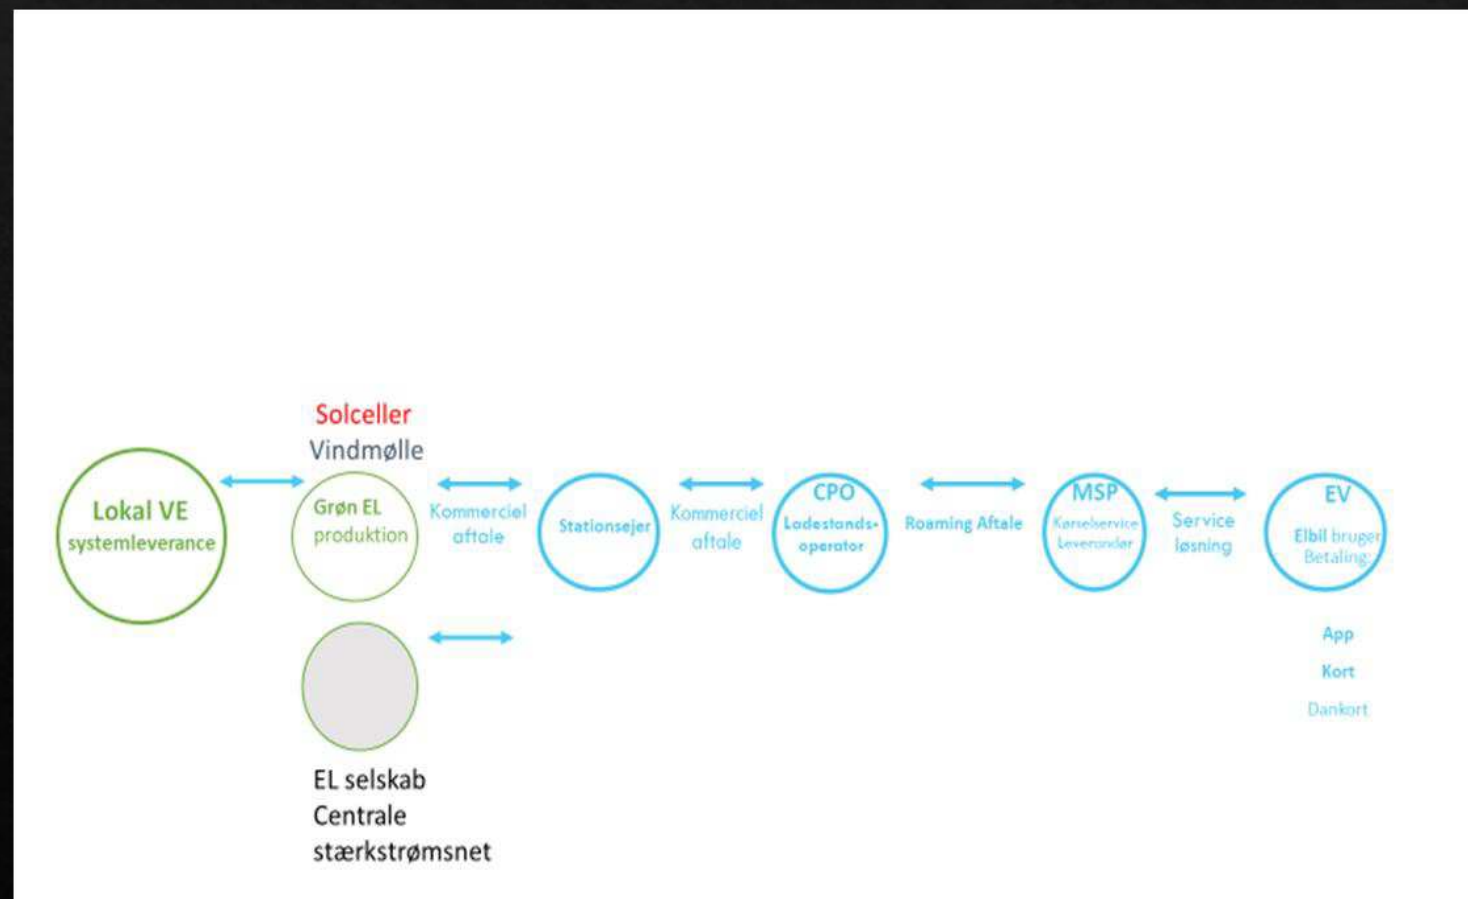 Solceller
Vindmølle
Lokal VE
systemleverance
Grøn EL
produktion
Kommerciel
aftale
Stationsejer
Kommerciel
aftale
CPO
Ladestands-
operator
Roaming Aftale
MSP
Kørselservice
Leverandør
Service
løsning
EV
Elbil bruger
Betaling:
App
Kort
Dankort
EL selskab
Centrale
stærkstrømsnet